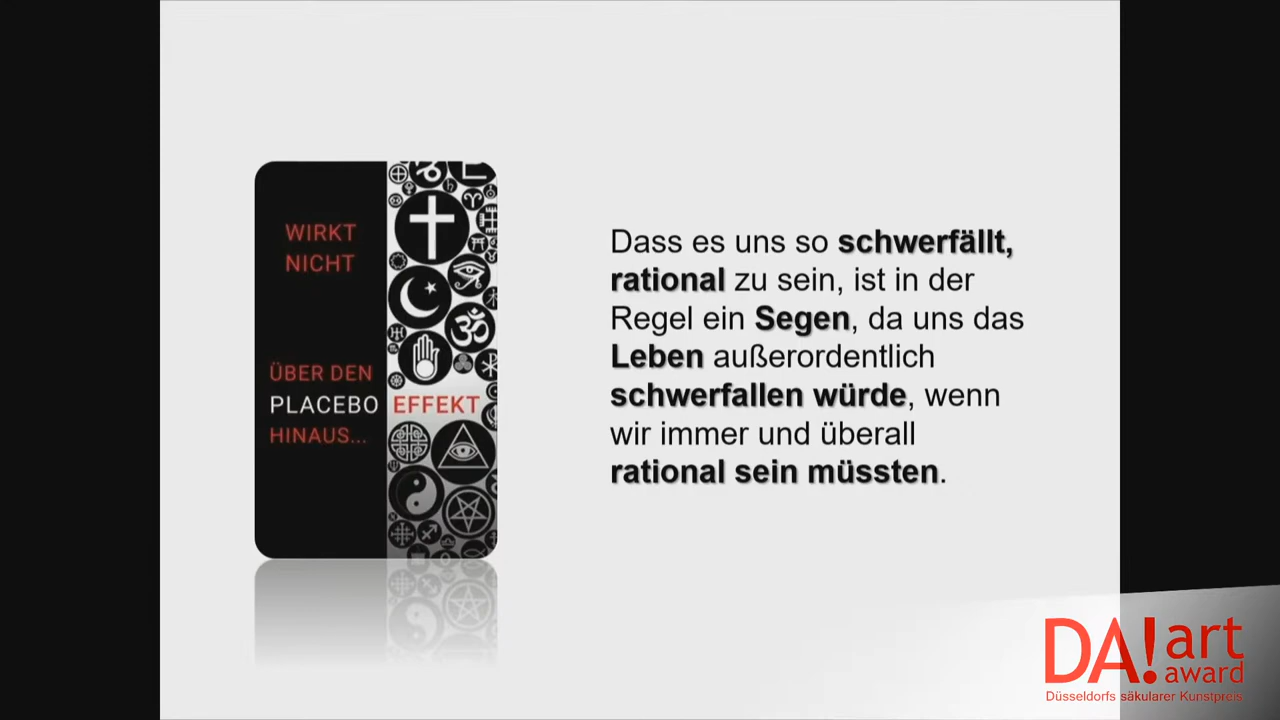 WIRKT
NICHT
ÜBER DEN
PLACEBO EFFEKT
HINAUS...
Dass es uns so schwerfällt,
rational zu sein, ist in der
Regel ein Segen, da uns das
Leben außerordentlich
schwerfallen würde, wenn
wir immer und überall
rational sein müssten.
DA!art
award
Düsseldorfs säkularer Kunstpreis